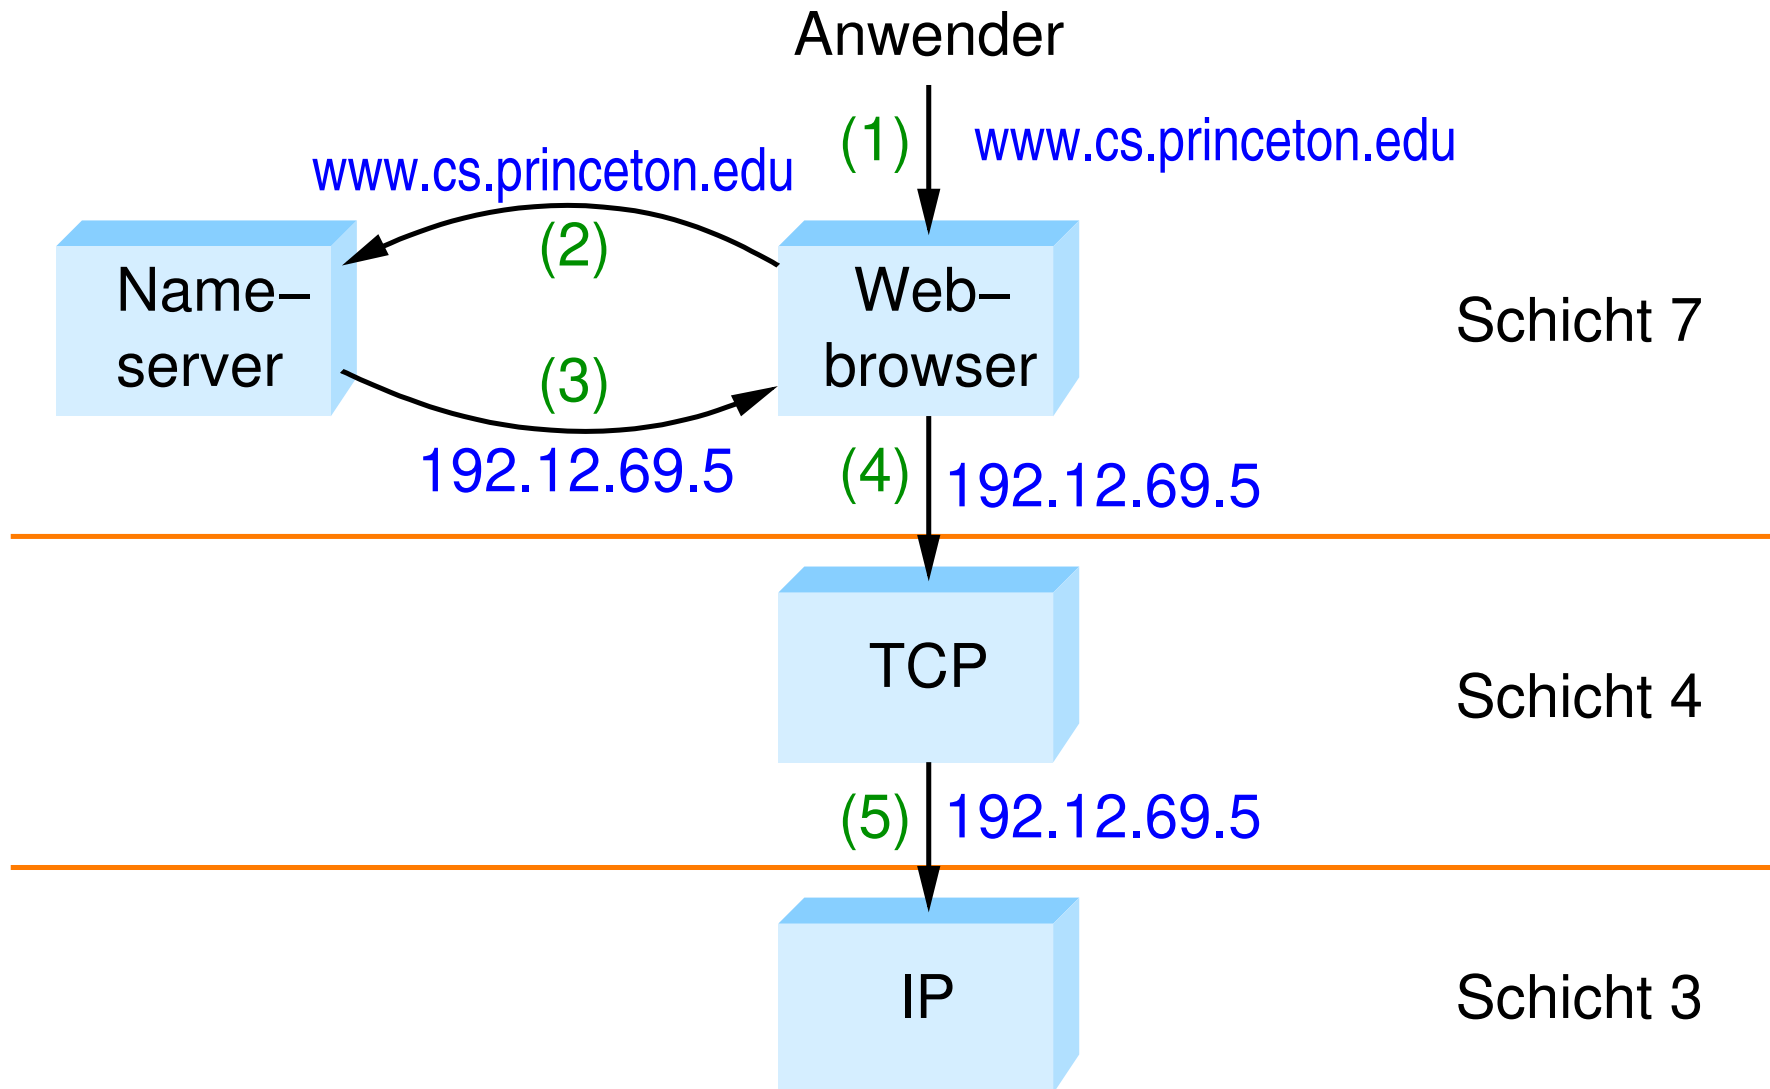 Anwender
(1) www.cs.princeton.edu
www.cs.princeton.edu
(2)
Name–
server
Web–
browser
Schicht 7
(3)
192.12.69.5
(4) 192.12.69.5
TCP
Schicht 4
(5) 192.12.69.5
IP
Schicht 3